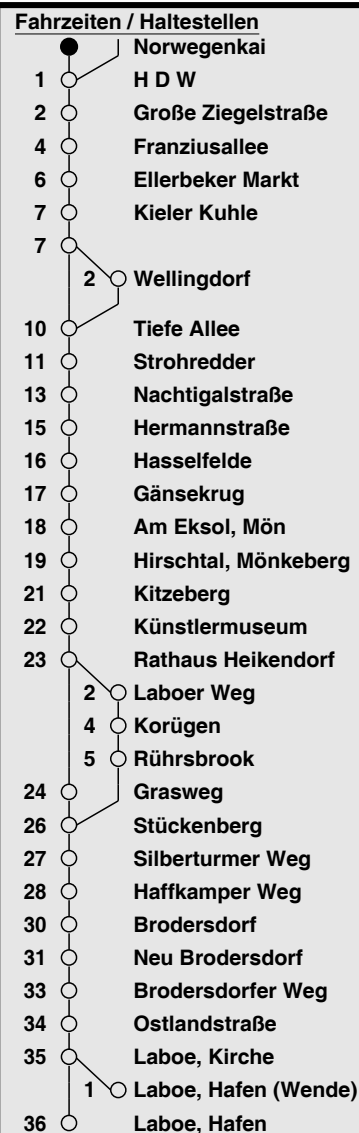 Fahrzeiten / Haltestellen
Norwegenkai
1 H D W
2 Große Ziegelstraße
4 Franziusallee
6 Ellerbeker Markt
7 Kieler Kuhle
7
2 Wellingdorf
10 Tiefe Allee
11 Strohredder
13 Nachtigalstraße
15 Hermannstraße
16 Hasselfelde
17 Gänsekrug
18 Am Eksol, Mön
19 Hirschtal, Mönkeberg
21 Kitzeberg
22 Künstlermuseum
23 Rathaus Heikendorf
2 Laboer Weg
4 Korügen
5 Rührsbrook
24 Grasweg
26 Stückenberg
27 Silberturmer Weg
28 Haffkamper Weg
30 Brodersdorf
31 Neu Brodersdorf
33 Brodersdorfer Weg
34 Ostlandstraße
35 Laboe, Kirche
1 Laboe, Hafen (Wende)
36 Laboe, Hafen